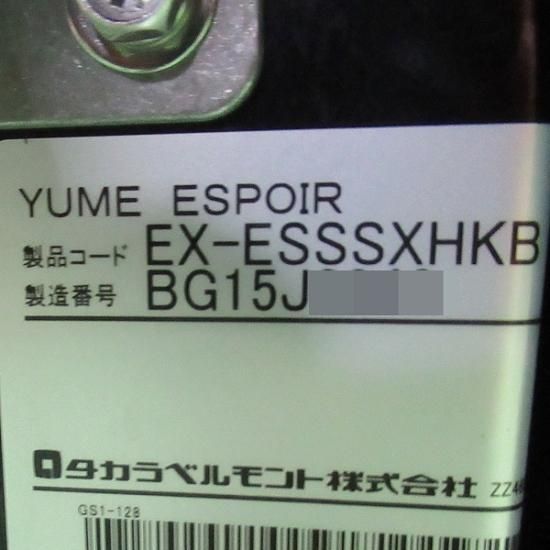 YUME ESPOIR
製品コード EX-ESSSXHKB
製造番号 BG15J
タカラベルモント株式会社
GS1-128